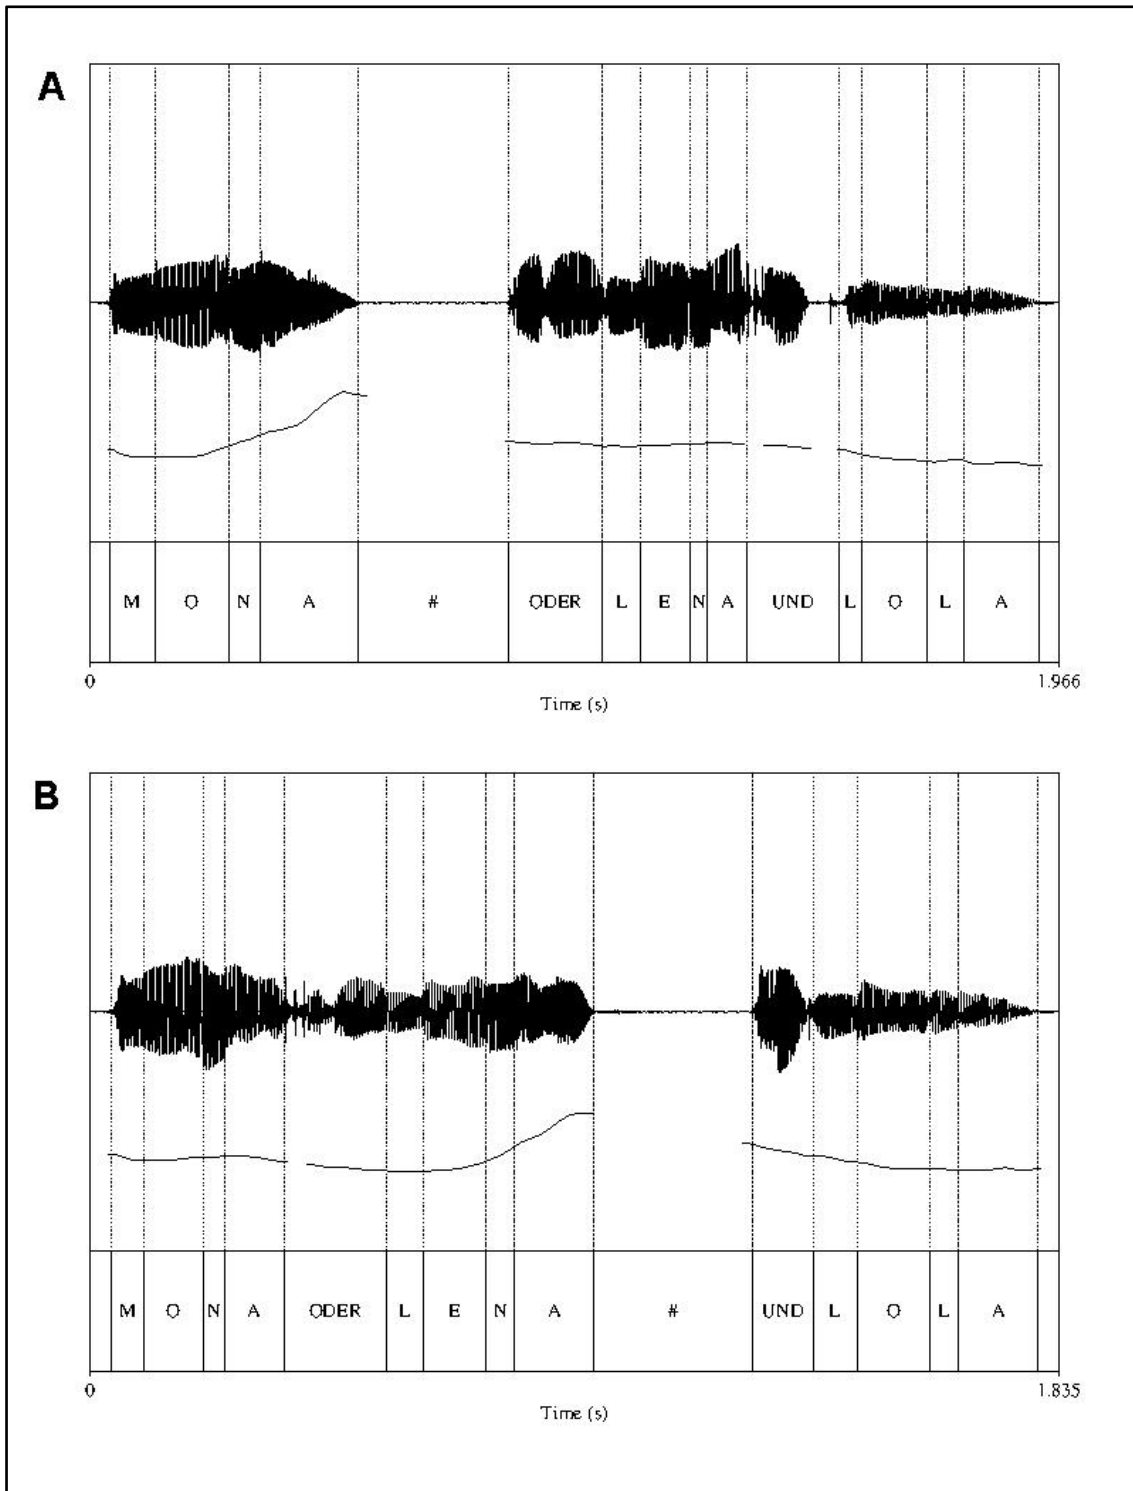 A
M O N A # ODER L E N A UND L O L A
0 1.966
Time (s)
B
M O N A ODER L E N A # UND L O L A
0 1.835
Time (s)